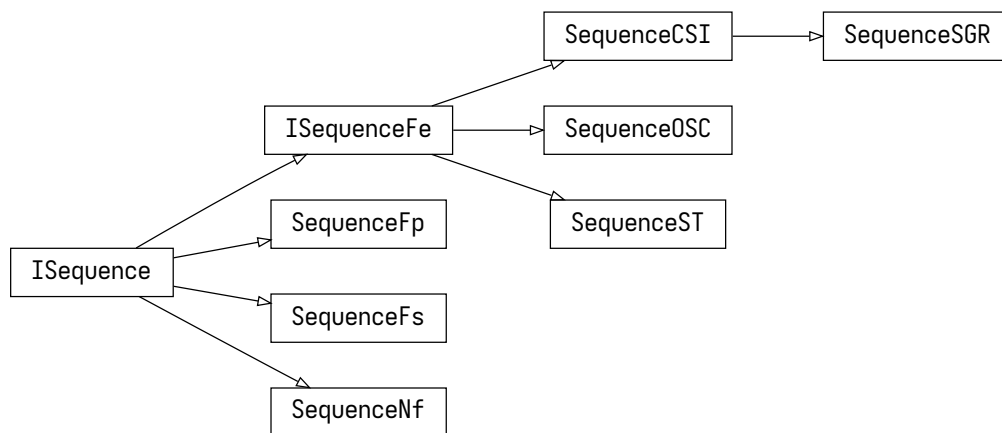 SequenceCSI
SequenceSGR
ISequenceFe
SequenceOSC
SequenceFp
SequenceST
ISequence
SequenceFs
SequenceNf